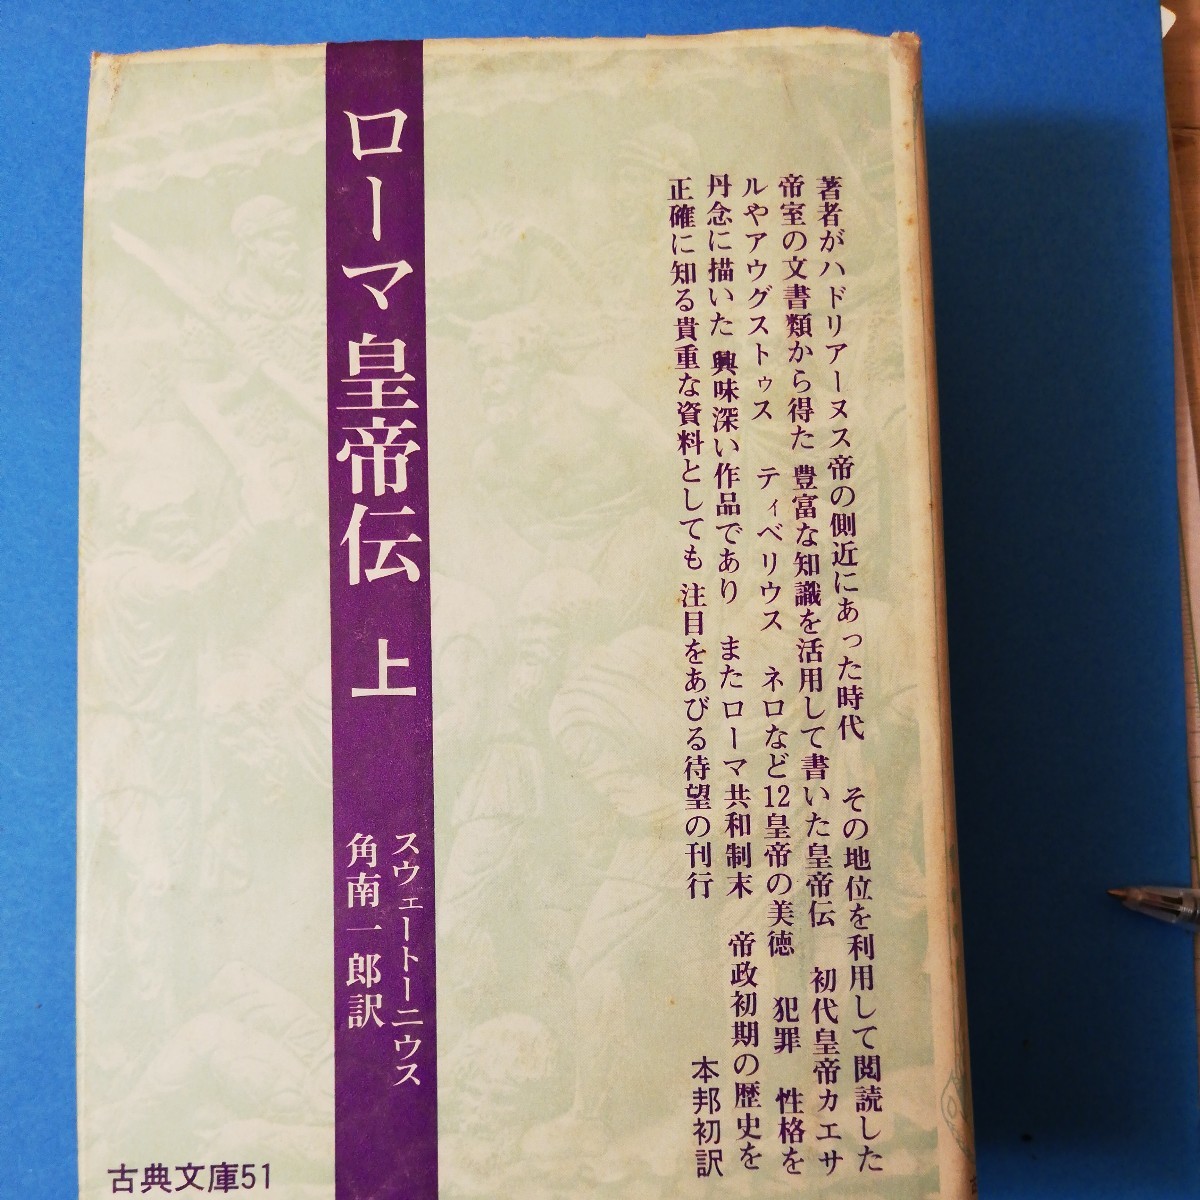 著者がハドリアーヌス帝の側近にあった時代　その地位を利用して閲読した
帝室の文書類から得た　豊富な知識を活用して書いた皇帝伝　初代皇帝カエサ
ルやアウグストゥス　ティベリウス　ネロなど12皇帝の美徳　犯罪　性格を
丹念に描いた　興味深い作品であり　またローマ共和制末　帝政初期の歴史を
正確に知る貴重な資料としても　注目をあびる待望の刊行
本邦初訳
ローマ皇帝伝 上
スウェートーニウス
角南一郎訳
古典文庫51